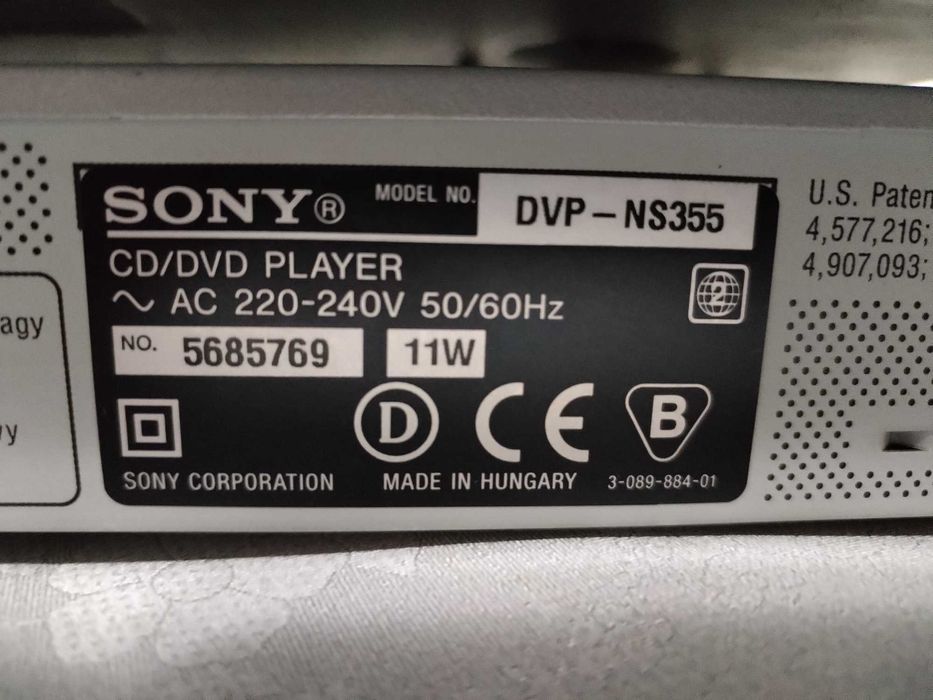 SONY® MODEL NO. DVP-NS355
CD/DVD PLAYER
~ AC 220-240V 50/60Hz
2
NO. 5685769 11W
D CE B
SONY CORPORATION MADE IN HUNGARY 3-089-884-01
U.S. Paten
4,577,216;
4,907,093;
agy